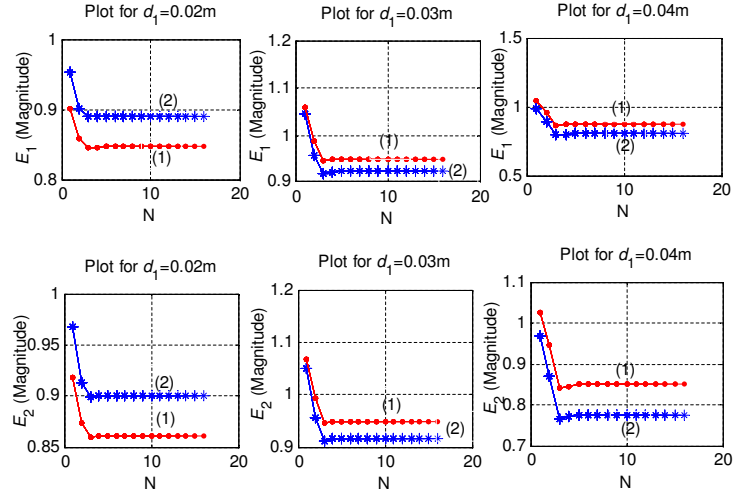 Plot for d1=0.02m
1
0.9
0.8
0
10
20
N
E1 (Magnitude)
(2)
(1)
Plot for d1=0.03m
1.2
1.1
1
0.9
0
10
20
N
E1 (Magnitude)
(1)
(2)
Plot for d1=0.04m
1.5
1
0.5
0
10
20
N
E1 (Magnitude)
(1)
(2)
Plot for d1=0.02m
1
0.95
0.9
0.85
0
10
20
N
E2 (Magnitude)
(2)
(1)
Plot for d1=0.03m
1.2
1.1
1
0.9
0
10
20
N
E2 (Magnitude)
(1)
(2)
Plot for d1=0.04m
1.1
1
0.9
0.8
0.7
0
10
20
N
E2 (Magnitude)
(1)
(2)